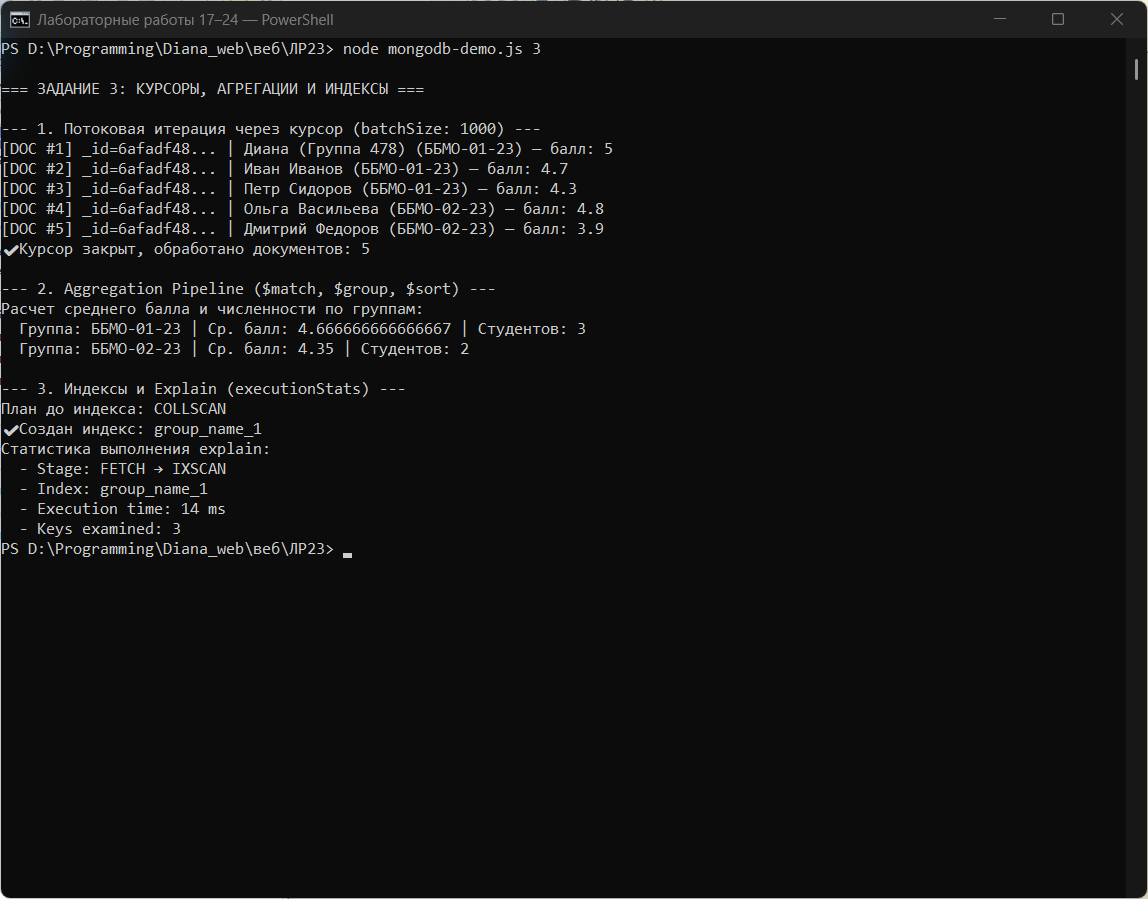 Лабораторные работы 17–24 — PowerShell
PS D:\Programming\Diana_web\веб\ЛР23> node mongodb-demo.js 3
=== ЗАДАНИЕ 3: КУРСОРЫ, АГРЕГАЦИИ И ИНДЕКСЫ ===
--- 1. Потоковая итерация через курсор (batchSize: 1000) ---
[DOC #1] _id=6afadf48... | Диана (Группа 478) (ББМО-01-23) — балл: 5
[DOC #2] _id=6afadf48... | Иван Иванов (ББМО-01-23) — балл: 4.7
[DOC #3] _id=6afadf48... | Петр Сидоров (ББМО-01-23) — балл: 4.3
[DOC #4] _id=6afadf48... | Ольга Васильева (ББМО-02-23) — балл: 4.8
[DOC #5] _id=6afadf48... | Дмитрий Федоров (ББМО-02-23) — балл: 3.9
✔Курсор закрыт, обработано документов: 5
--- 2. Aggregation Pipeline ($match, $group, $sort) ---
Расчет среднего балла и численности по группам:
| Группа: ББМО-01-23 | Ср. балл: 4.666666666666667 | Студентов: 3
| Группа: ББМО-02-23 | Ср. балл: 4.35 | Студентов: 2
--- 3. Индексы и Explain (executionStats) ---
План до индекса: COLLSCAN
✔Создан индекс: group_name_1
Статистика выполнения explain:
- Stage: FETCH → IXSCAN
- Index: group_name_1
- Execution time: 14 ms
- Keys examined: 3
PS D:\Programming\Diana_web\веб\ЛР23>